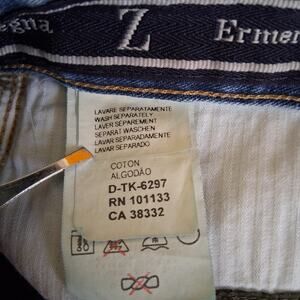 egna Z Ermen
LAVARE SEPARATAMENTE
WASH SEPARATELY
LAVER SÉPARÉMENT
SEPARAT WASCHEN
LAVAR SEPARADAMENTE
LAVAR SEPARADO
COTON
ALGODÃO
D-TK-6297
RN 101133
CA 38332